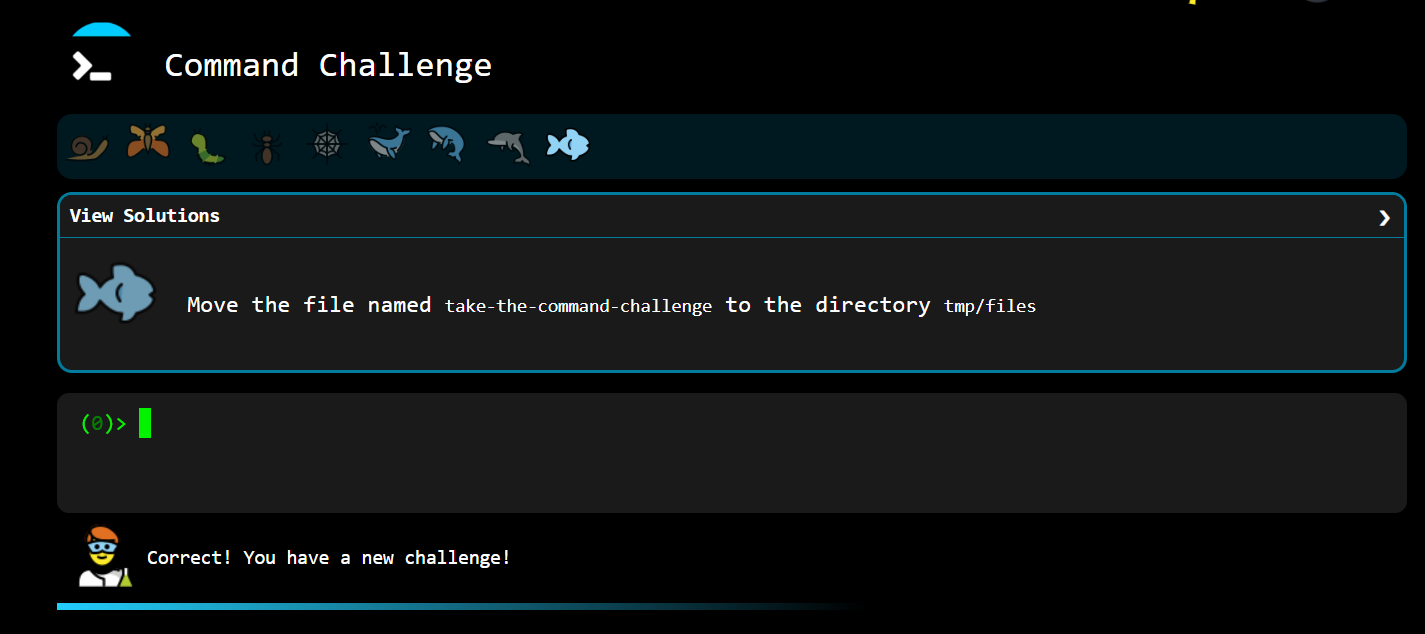 Command Challenge
View Solutions
Move the file named take-the-command-challenge to the directory tmp/files
(0)>
Correct! You have a new challenge!